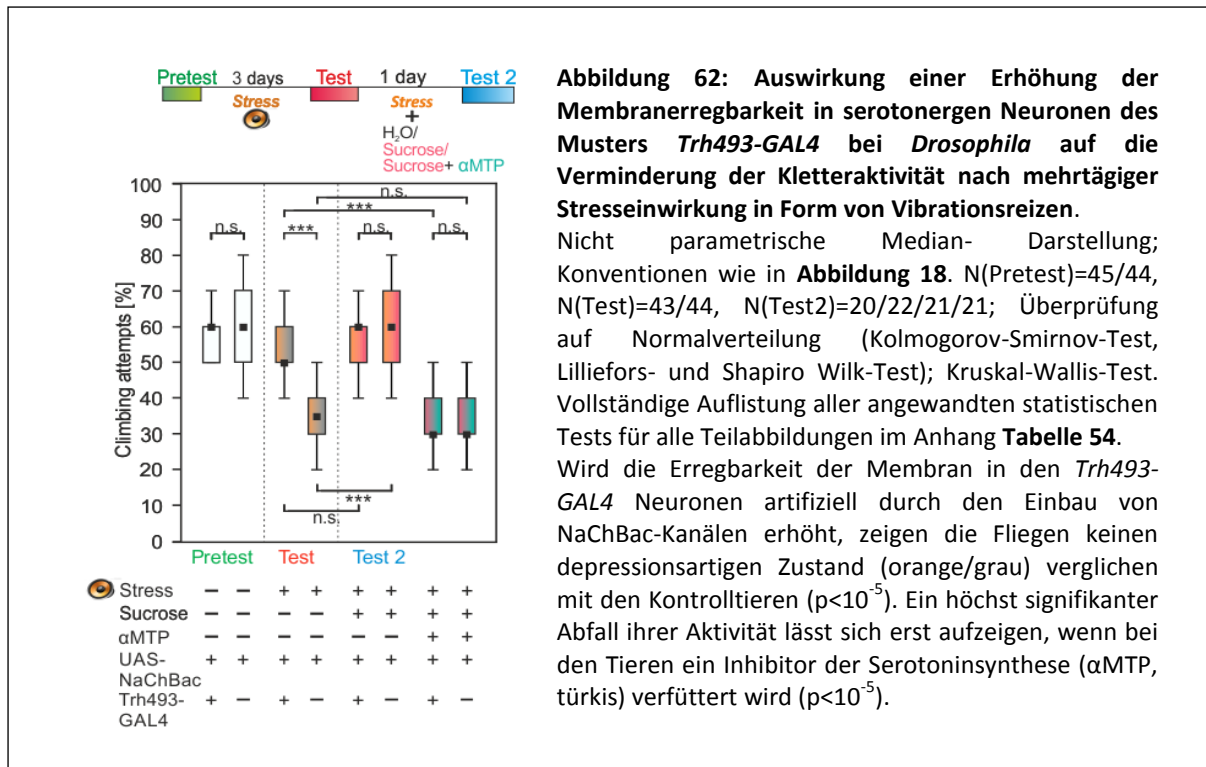 Pretest 3 days Test 1 day Test 2
Stress Stress
+
H₂O/
Sucrose/
Sucrose+ αMTP
n.s.
***
n.s. *** n.s. n.s.
100
90
80
70
60
50
40
30
20
10
0
Climbing attempts [%]
***
n.s.
Pretest Test Test 2
Stress − − + + + + + +
Sucrose − − − − + + + +
αMTP − − − − − − + +
UAS- + + + + + + + +
NaChBac
Trh493- + − + − + − + −
GAL4
Abbildung 62: Auswirkung einer Erhöhung der
Membranerregbarkeit in serotonergen Neuronen des
Musters Trh493-GAL4 bei Drosophila auf die
Verminderung der Kletteraktivität nach mehrtägiger
Stresseinwirkung in Form von Vibrationsreizen.
Nicht parametrische Median- Darstellung;
Konventionen wie in Abbildung 18. N(Pretest)=45/44,
N(Test)=43/44, N(Test2)=20/22/21/21; Überprüfung
auf Normalverteilung (Kolmogorov-Smirnov-Test,
Lilliefors- und Shapiro Wilk-Test); Kruskal-Wallis-Test.
Vollständige Auflistung aller angewandten statistischen
Tests für alle Teilabbildungen im Anhang Tabelle 54.
Wird die Erregbarkeit der Membran in den Trh493-
GAL4 Neuronen artifiziell durch den Einbau von
NaChBac-Kanälen erhöht, zeigen die Fliegen keinen
depressionsartigen Zustand (orange/grau) verglichen
mit den Kontrolltieren (p<10⁻⁵). Ein höchst signifikanter
Abfall ihrer Aktivität lässt sich erst aufzeigen, wenn bei
den Tieren ein Inhibitor der Serotoninsynthese (αMTP,
türkis) verfüttert wird (p<10⁻⁵).